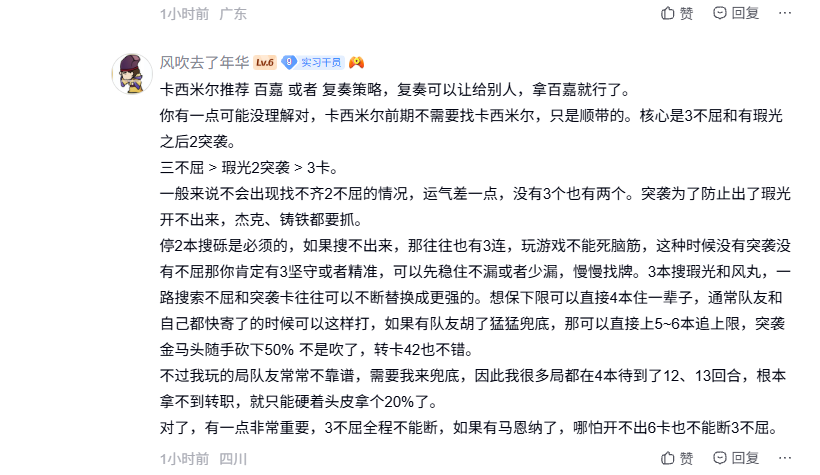 1小时前 广东
赞 回复 ···
风吹去了年华 Lv.6 9 实习干员
卡西米尔推荐 百嘉 或者 复奏策略，复奏可以让给别人，拿百嘉就行了。
你有一点可能没理解对，卡西米尔前期不需要找卡西米尔，只是顺带的。核心是3不屈和有瑕光
之后2突袭。
三不屈 > 瑕光2突袭 > 3卡。
一般来说不会出现找不齐2不屈的情况，运气差一点，没有3个也有两个。突袭为了防止出了瑕光
开不出来，杰克、铸铁都要抓。
停2本搜砾是必须的，如果搜不出来，那往往也有3连，玩游戏不能死脑筋，这种时候没有突袭没
有不屈那你肯定有3坚守或者精准，可以先稳住不漏或者少漏，慢慢找牌。3本搜瑕光和风丸，一
路搜索不屈和突袭卡往往可以不断替换成更强的。想保下限可以直接4本住一辈子，通常队友和
自己都快寄了的时候可以这样打，如果有队友胡了猛猛兜底，那可以直接上5~6本追上限，突袭
金马头随手砍下50% 不是吹了，转卡42也不错。
不过我玩的局队友常常不靠谱，需要我来兜底，因此我很多局都在4本待到了12、13回合，根本
拿不到转职，就只能硬着头皮拿个20%了。
对了，有一点非常重要，3不屈全程不能断，如果有马恩纳了，哪怕开不出6卡也不能断3不屈。
1小时前 四川
赞 回复 ···